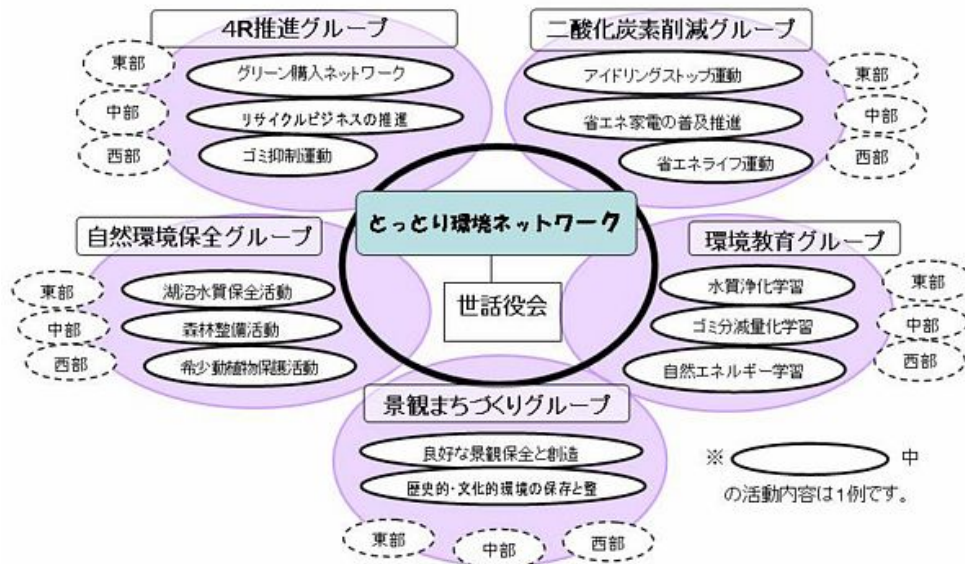 4R推進グループ
東部
中部
西部
グリーン購入ネットワーク
リサイクルビジネスの推進
ゴミ抑制運動
二酸化炭素削減グループ
アイドリングストップ運動
省エネ家電の普及推進
省エネライフ運動
東部
中部
西部
とっとり環境ネットワーク
世話役会
自然環境保全グループ
東部
中部
西部
湖沼水質保全活動
森林整備活動
希少動植物保護活動
環境教育グループ
水質浄化学習
ゴミ分減量化学習
自然エネルギー学習
東部
中部
西部
景観まちづくりグループ
良好な景観保全と創造
歴史的・文化的環境の保存と整
東部
中部
西部
※ 中
の活動内容は1例です。